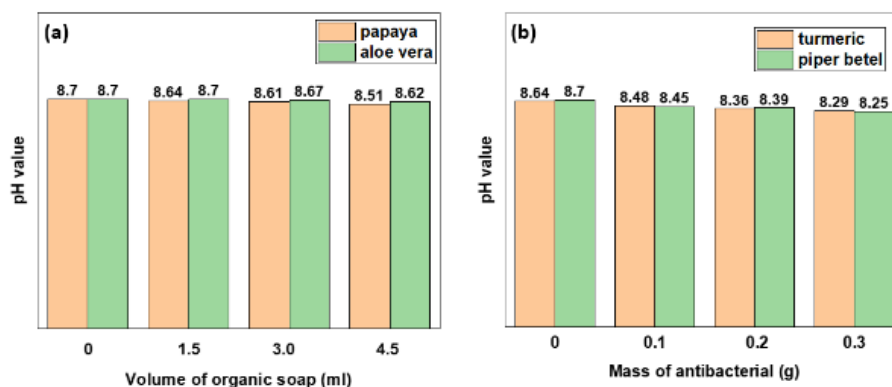 (a)
papaya
aloe vera
8.7 8.7 8.64 8.7 8.61 8.67 8.51 8.62
pH value
0 1.5 3.0 4.5
Volume of organic soap (ml)
(b)
turmeric
piper betel
8.64 8.7 8.48 8.45 8.36 8.39 8.29 8.25
pH value
0 0.1 0.2 0.3
Mass of antibacterial (g)